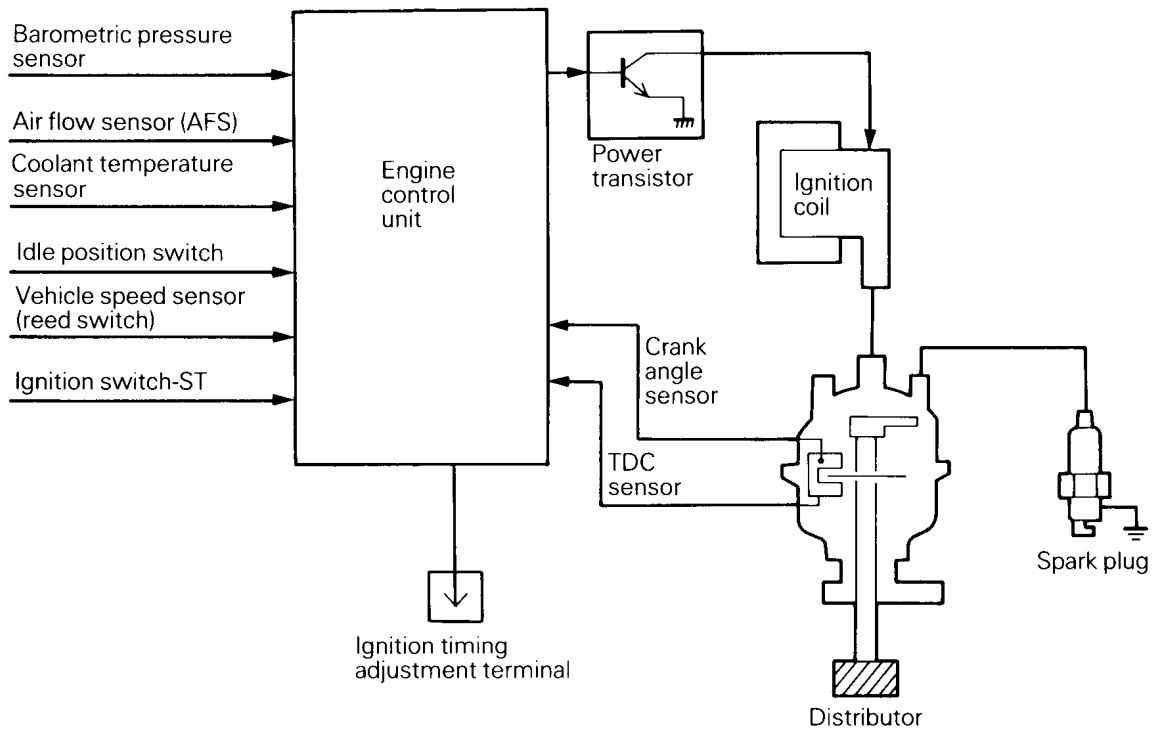 Barometric pressure
sensor
Air flow sensor (AFS)
Coolant temperature
sensor
Idle position switch
Vehicle speed sensor
(reed switch)
Ignition switch-ST
Engine
control
unit
Power
transistor
Ignition
coil
Crank
angle
sensor
TDC
sensor
Spark plug
Ignition timing
adjustment terminal
Distributor